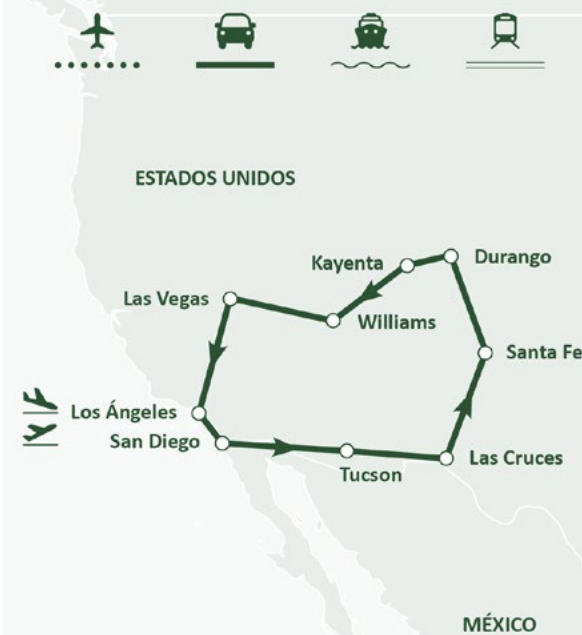 ESTADOS UNIDOS
Durango
Kayenta
Las Vegas
Williams
Santa Fe
Los Ángeles
San Diego
Las Cruces
Tucson
MÉXICO